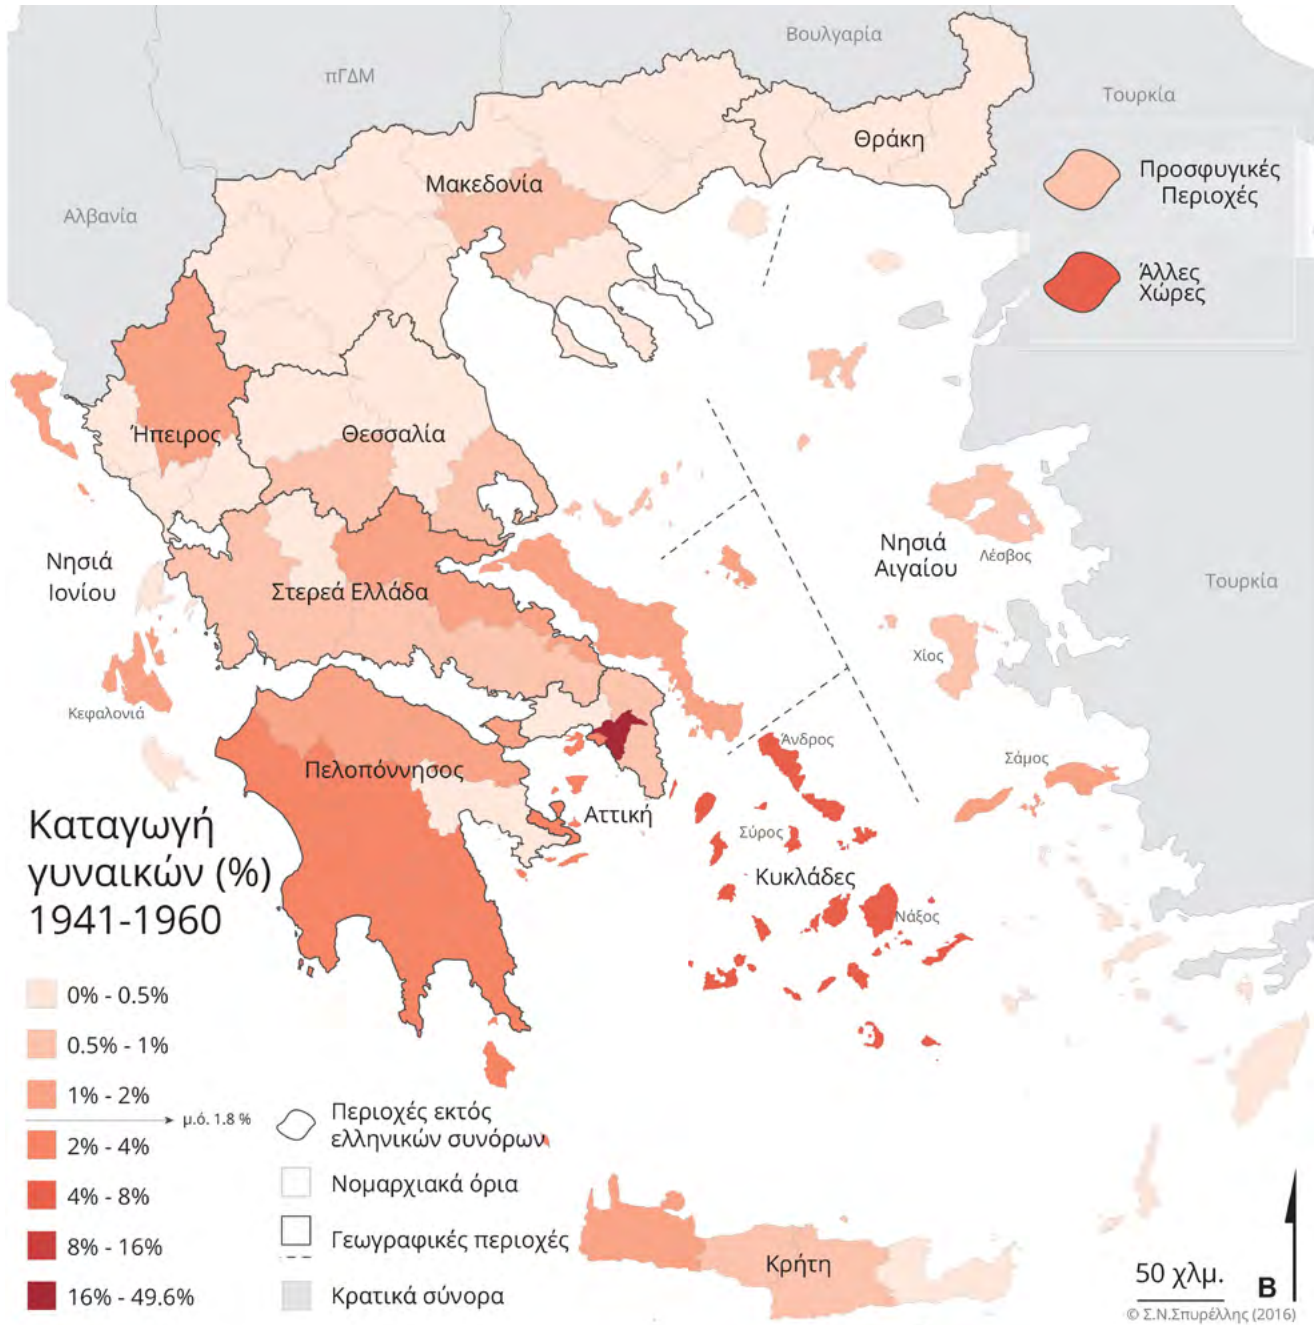 Βουλγαρία
πΓΔΜ
Τουρκία
Θράκη
Προσφυγικές
Περιοχές
Μακεδονία
Αλβανία
Άλλες
Χώρες
Ήπειρος
Θεσσαλία
Νησιά
Αιγαίου
Λέσβος
Νησιά
Ιονίου
Στερεά Ελλάδα
Τουρκία
Χίος
Κεφαλονιά
Άνδρος
Σάμος
Πελοπόννησος
Αττική
Σύρος
Κυκλάδες
Νάξος
Καταγωγή
γυναικών (%)
1941-1960
0% - 0.5%
0.5% - 1%
1% - 2%
μ.ό. 1.8 %
2% - 4%
4% - 8%
8% - 16%
16% - 49.6%
Περιοχές εκτός
ελληνικών συνόρων
Νομαρχιακά όρια
Γεωγραφικές περιοχές
Κρατικά σύνορα
Κρήτη
50 χλμ.
Β
© Σ.Ν.Σπυρέλλης (2016)